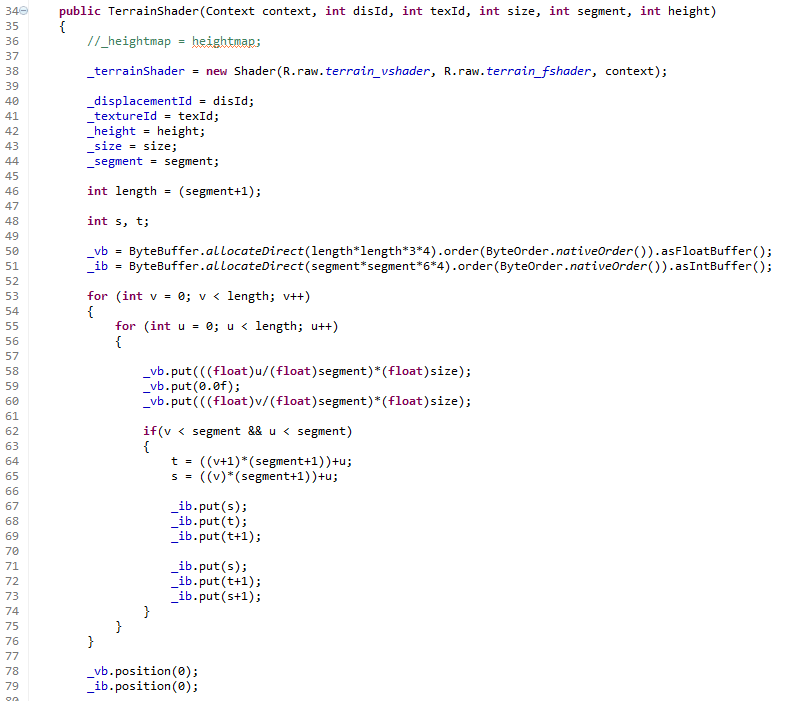 34 public TerrainShader(Context context, int disId, int texId, int size, int segment, int height)
35 {
36 //_heightmap = heightmap;
37
38 _terrainShader = new Shader(R.raw.terrain_vshader, R.raw.terrain_fshader, context);
39
40 _displacementId = disId;
41 _textureId = texId;
42 _height = height;
43 _size = size;
44 _segment = segment;
45
46 int length = (segment+1);
47
48 int s, t;
49
50 _vb = ByteBuffer.allocateDirect(length*length*3*4).order(ByteOrder.nativeOrder()).asFloatBuffer();
51 _ib = ByteBuffer.allocateDirect(segment*segment*6*4).order(ByteOrder.nativeOrder()).asIntBuffer();
52
53 for (int v = 0; v < length; v++)
54 {
55 for (int u = 0; u < length; u++)
56 {
57
58 _vb.put(((float)u/(float)segment)*(float)size);
59 _vb.put(0.0f);
60 _vb.put(((float)v/(float)segment)*(float)size);
61
62 if(v < segment && u < segment)
63 {
64 t = ((v+1)*(segment+1))+u;
65 s = ((v)*(segment+1))+u;
66
67 _ib.put(s);
68 _ib.put(t);
69 _ib.put(t+1);
70
71 _ib.put(s);
72 _ib.put(t+1);
73 _ib.put(s+1);
74 }
75 }
76 }
77
78 _vb.position(0);
79 _ib.position(0);